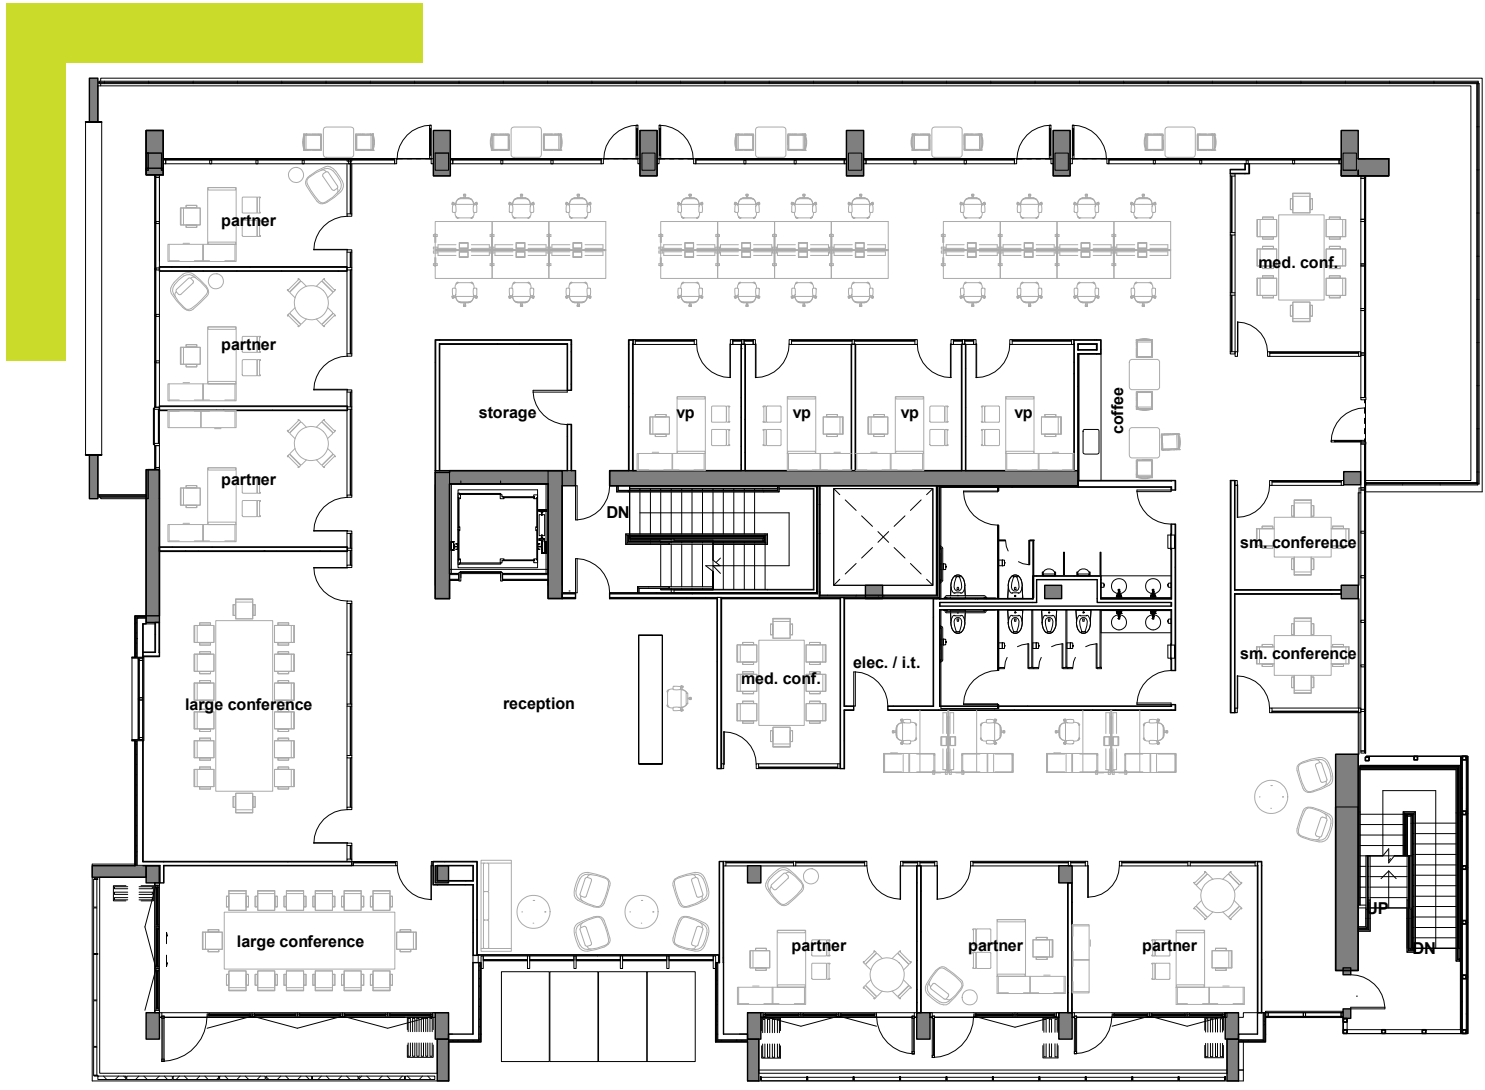 partner
med. conf.
partner
storage
vp
vp
vp
vp
coffee
partner
DN
sm. conference
sm. conference
elec. / i.t.
med. conf.
large conference
reception
UP
large conference
partner
partner
partner
DN